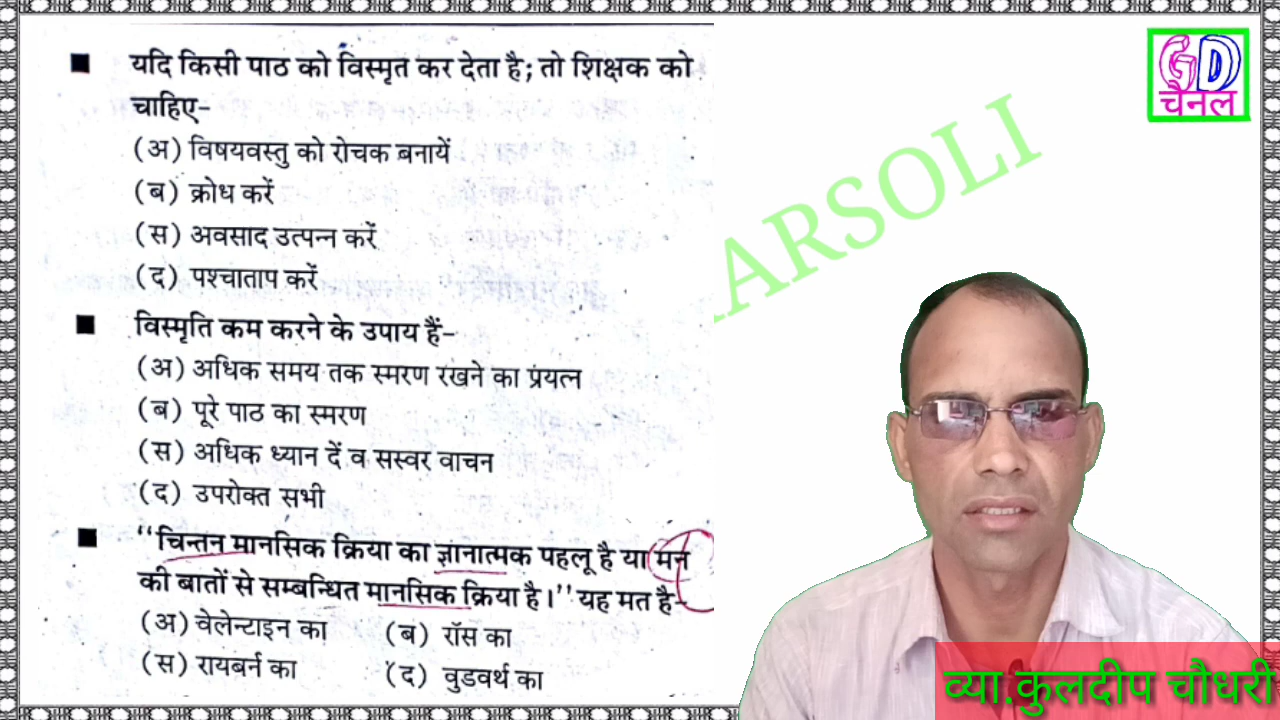 यदि किसी पाठ को विस्मृत कर देता है; तो शिक्षक को
चाहिए-
(अ) विषयवस्तु को रोचक बनायें
(ब) क्रोध करें
(स) अवसाद उत्पन्न करें
(द) पश्चाताप करें
विस्मृति कम करने के उपाय हैं-
(अ) अधिक समय तक स्मरण रखने का प्रयत्न
(ब) पूरे पाठ का स्मरण
(स) अधिक ध्यान दें व सस्वर वाचन
(द) उपरोक्त सभी
“चिन्तन मानसिक क्रिया का ज्ञानात्मक पहलू है या मन
की बातों से सम्बन्धित मानसिक क्रिया है।” यह मत है-
(अ) वेलेन्टाइन का (ब) रॉस का
(स) रायबर्न का (द) वुडवर्थ का
GD
चैनल
ARSOLI
व्या.कुलदीप चौधरी